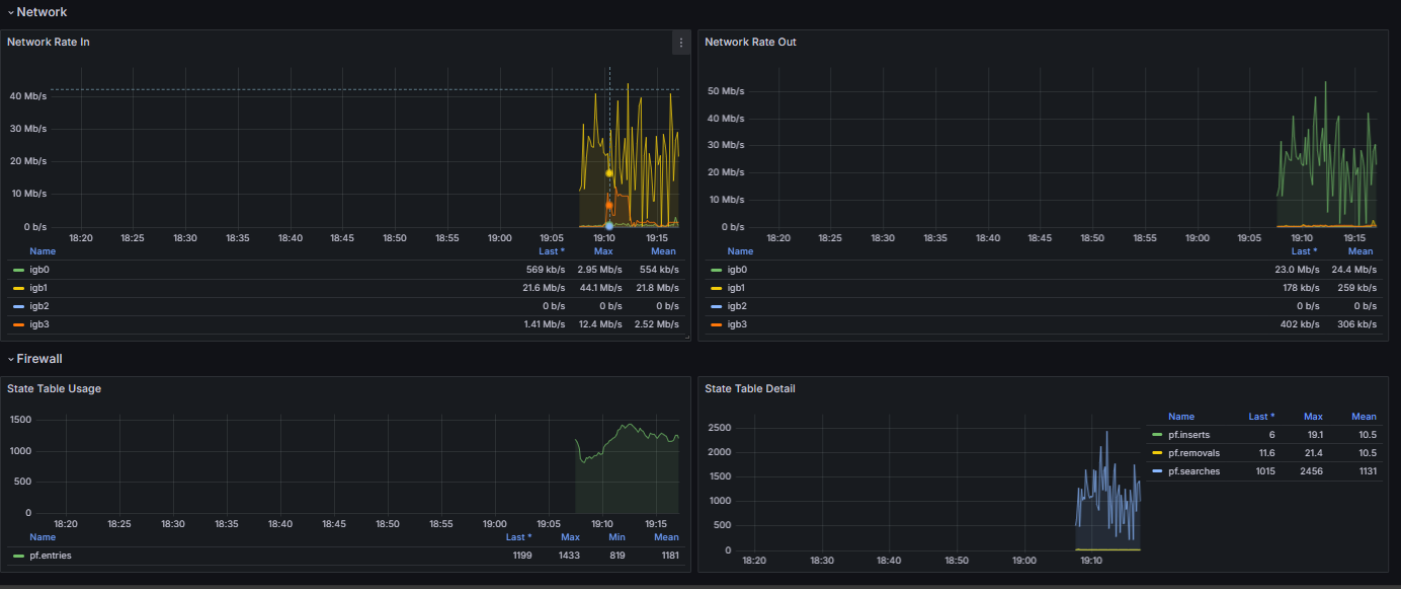 Network
Network Rate In
40 Mb/s
30 Mb/s
20 Mb/s
10 Mb/s
0 b/s
18:20 18:25 18:30 18:35 18:40 18:45 18:50 18:55 19:00 19:05 19:10 19:15
Name Last * Max Mean
igb0 569 kb/s 2.95 Mb/s 554 kb/s
igb1 21.6 Mb/s 44.1 Mb/s 21.8 Mb/s
igb2 0 b/s 0 b/s 0 b/s
igb3 1.41 Mb/s 12.4 Mb/s 2.52 Mb/s
Network Rate Out
50 Mb/s
40 Mb/s
30 Mb/s
20 Mb/s
10 Mb/s
0 b/s
18:20 18:25 18:30 18:35 18:40 18:45 18:50 18:55 19:00 19:05 19:10 19:15
Name Last * Mean
igb0 23.0 Mb/s 24.4 Mb/s
igb1 178 kb/s 259 kb/s
igb2 0 b/s 0 b/s
igb3 402 kb/s 306 kb/s
Firewall
State Table Usage
1500
1000
500
0
18:20 18:25 18:30 18:35 18:40 18:45 18:50 18:55 19:00 19:05 19:10 19:15
Name Last * Max Min Mean
pf.entries 1199 1433 819 1181
State Table Detail
2500
2000
1500
1000
500
0
18:20 18:30 18:40 18:50 19:00 19:10
Name Last * Max Mean
pf.inserts 6 19.1 10.5
pf.removals 11.6 21.4 10.5
pf.searches 1015 2456 1131